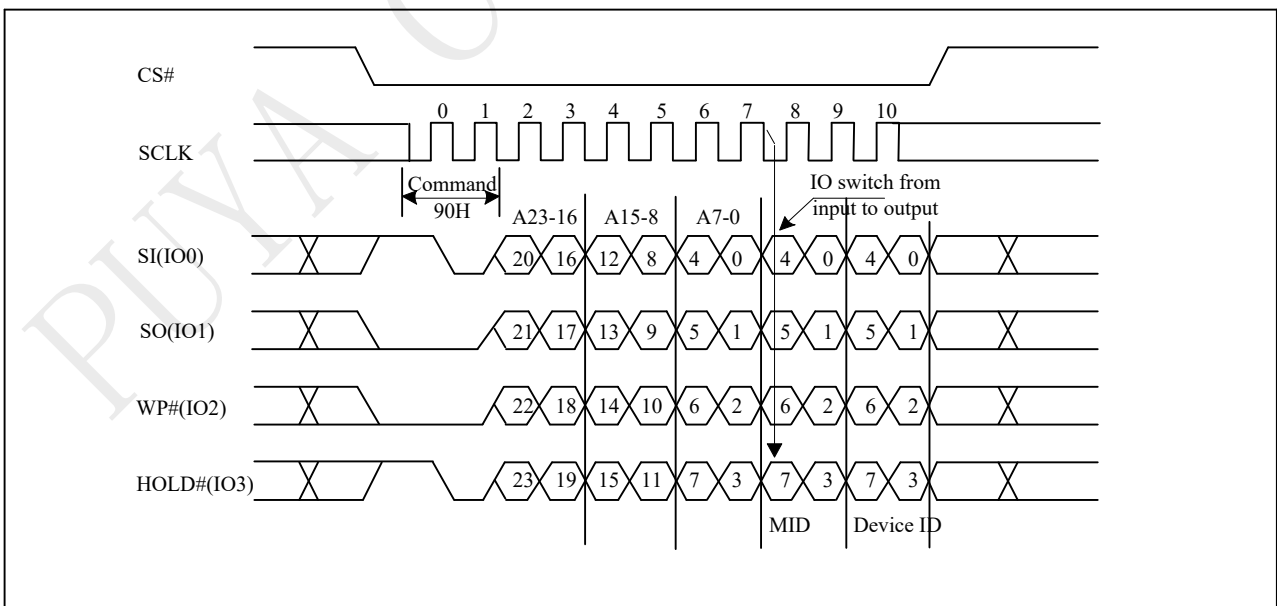 PUYA
CS#
0 1 2 3 4 5 6 7 8 9 10
SCLK
Command
90H
IO switch from
input to output
A23-16 A15-8 A7-0
SI(IO0) 20 16 12 8 4 0 4 0 4 0
SO(IO1) 21 17 13 9 5 1 5 1 5 1
WP#(IO2) 22 18 14 10 6 2 6 2 6 2
HOLD#(IO3) 23 19 15 11 7 3 7 3 7 3
MID Device ID